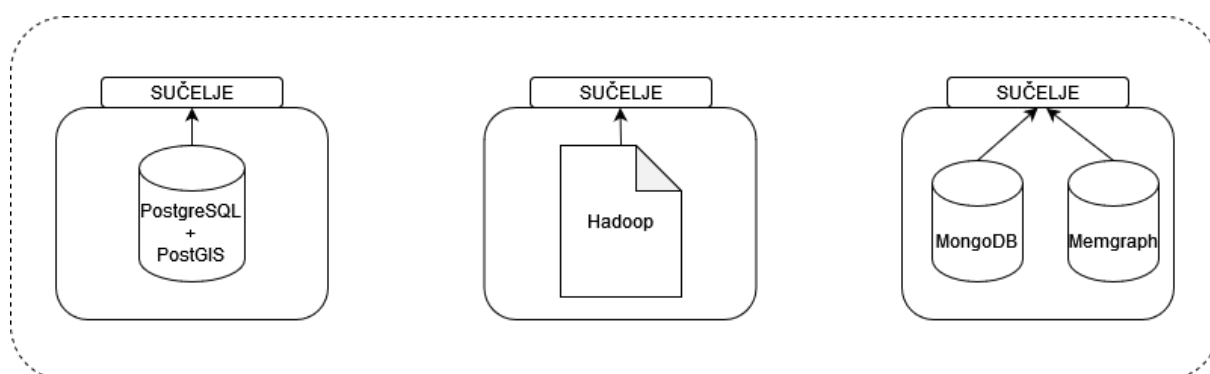 SUČELJE
PostgreSQL
+
PostGIS
SUČELJE
Hadoop
SUČELJE
MongoDB
Memgraph